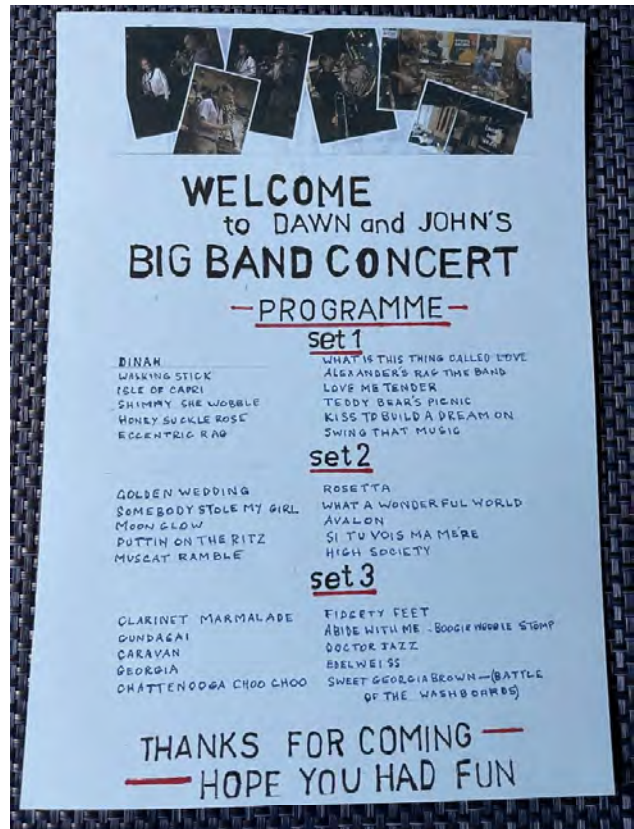 WELCOME
to DAWN and JOHN'S
BIG BAND CONCERT
— PROGRAMME —
set 1
DINAH
WALKING STICK
ISLE OF CAPRI
SHIMMY SHE WOBBLE
HONEY SUCKLE ROSE
ECCENTRIC RAG
WHAT IS THIS THING CALLED LOVE
ALEXANDER'S RAG TIME BAND
LOVE ME TENDER
TEDDY BEAR'S PICNIC
KISS TO BUILD A DREAM ON
SWING THAT MUSIC
set 2
GOLDEN WEDDING
SOMEBODY STOLE MY GIRL
MOON GLOW
PUTTIN ON THE RITZ
MUSCAT RAMBLE
ROSETTA
WHAT A WONDERFUL WORLD
AVALON
SI TU VOIS MA MERE
HIGH SOCIETY
set 3
CLARINET MARMALADE
GUNDAGAI
CARAVAN
GEORGIA
CHATTENOOGA CHOO CHOO
FIDGETY FEET
ABIDE WITH ME - BOOGIE WOOGIE STOMP
DOCTOR JAZZ
EDELWEISS
SWEET GEORGIA BROWN — (BATTLE
OF THE WASHBOARDS)
THANKS FOR COMING —
— HOPE YOU HAD FUN